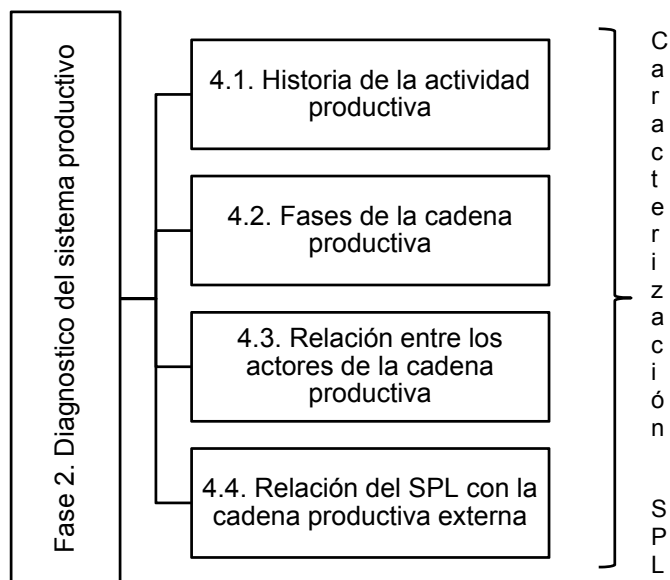 Fase 2. Diagnostico del sistema productivo
4.1. Historia de la actividad
productiva
4.2. Fases de la cadena
productiva
4.3. Relación entre los
actores de la cadena
productiva
4.4. Relación del SPL con la
cadena productiva externa
Caracterización SPL